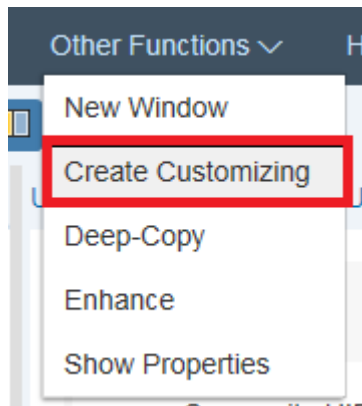 Other Functions
New Window
Create Customizing
Deep-Copy
Enhance
Show Properties